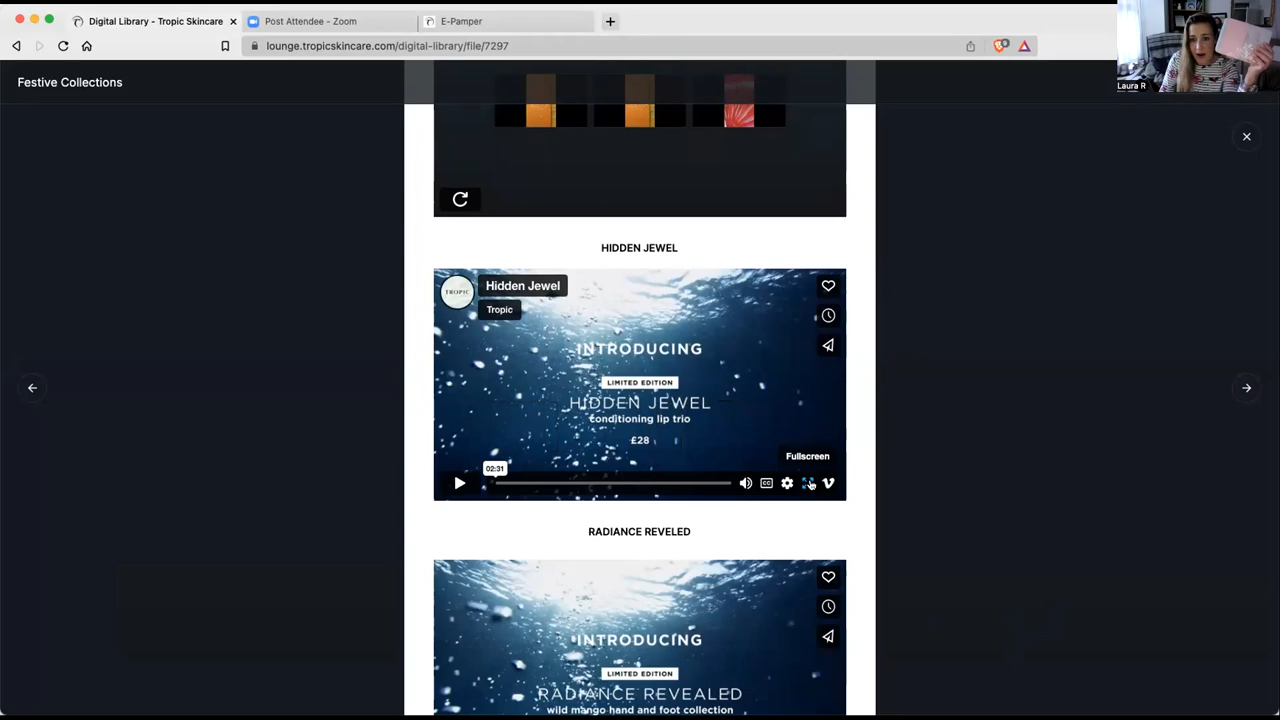 Digital Library - Tropic Skincare
Post Attendee - Zoom
E-Pamper
lounge.tropicskincare.com/digital-library/file/7297
Laura R
Festive Collections
HIDDEN JEWEL
TROPIC
Hidden Jewel
Tropic
INTRODUCING
LIMITED EDITION
HIDDEN JEWEL
conditioning lip trio
£28
Fullscreen
02:31
CC
RADIANCE REVELED
INTRODUCING
LIMITED EDITION
RADIANCE REVEALED
wild mango hand and foot collection